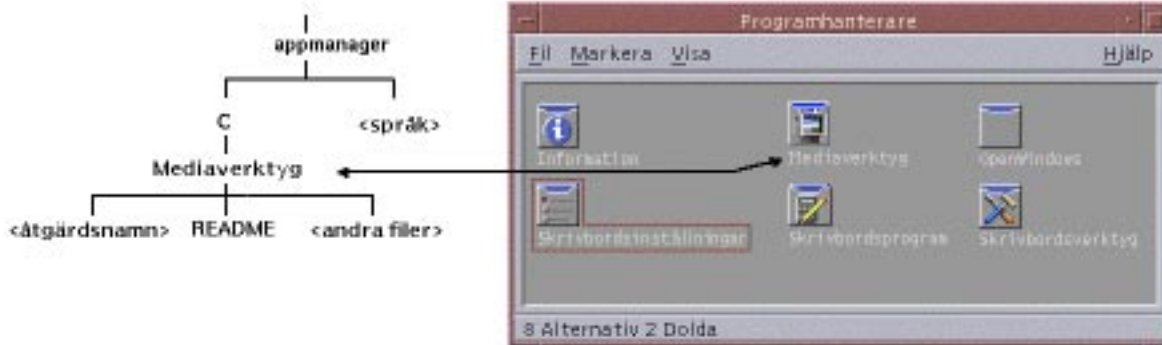 appmanager
C
<språk>
Mediaverktyg
<åtgärdsnamn> README <andra filer>
Programhanterare
Fil Markera Visa Hjälp
Information Mediaverktyg OpenWindows
Skrivbordsinställningar Skrivbordsprogram Skrivbordsverktyg
8 Alternativ 2 Dolda